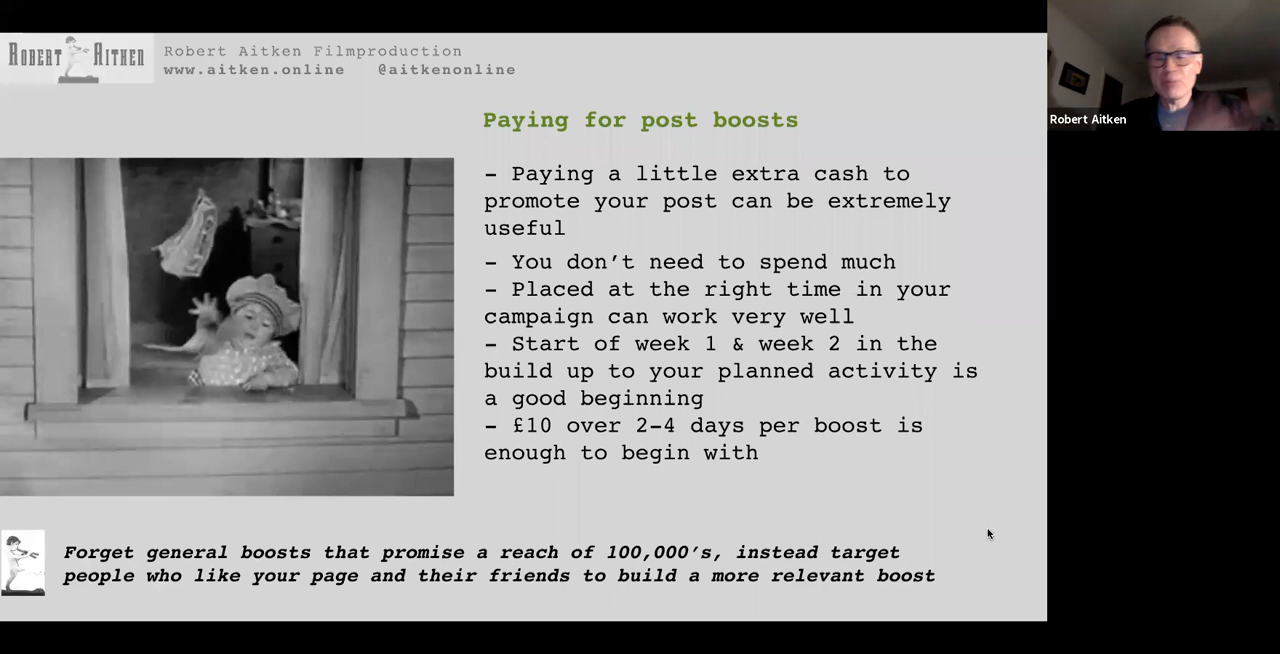 ROBERT AITKEN
Robert Aitken Filmproduction
www.aitken.online @aitkenonline
Robert Aitken
Paying for post boosts
– Paying a little extra cash to
promote your post can be extremely
useful
– You don’t need to spend much
– Placed at the right time in your
campaign can work very well
– Start of week 1 & week 2 in the
build up to your planned activity is
a good beginning
– £10 over 2-4 days per boost is
enough to begin with
Forget general boosts that promise a reach of 100,000’s, instead target
people who like your page and their friends to build a more relevant boost